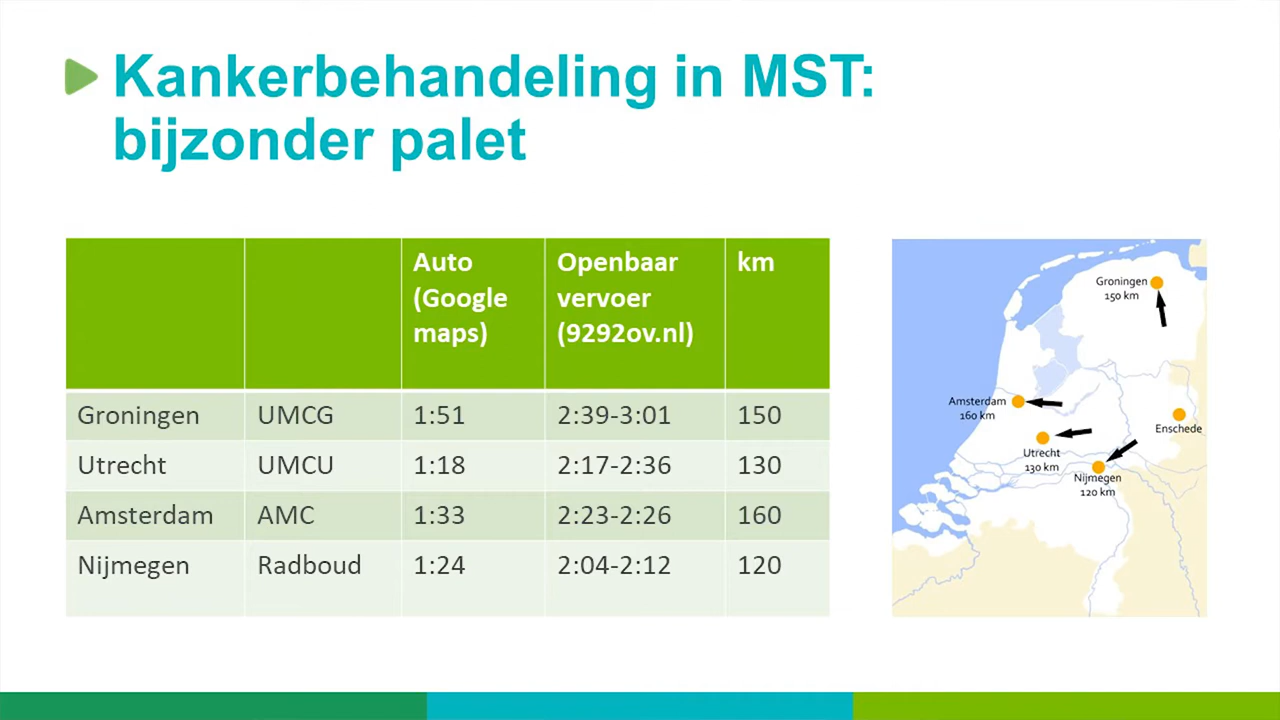 Kankerbehandeling in MST:
bijzonder palet
Auto (Google maps) Openbaar vervoer (9292ov.nl) km
Groningen UMCG 1:51 2:39-3:01 150
Utrecht UMCU 1:18 2:17-2:36 130
Amsterdam AMC 1:33 2:23-2:26 160
Nijmegen Radboud 1:24 2:04-2:12 120
Groningen
150 km
Amsterdam
160 km
Enschede
Utrecht
130 km
Nijmegen
120 km